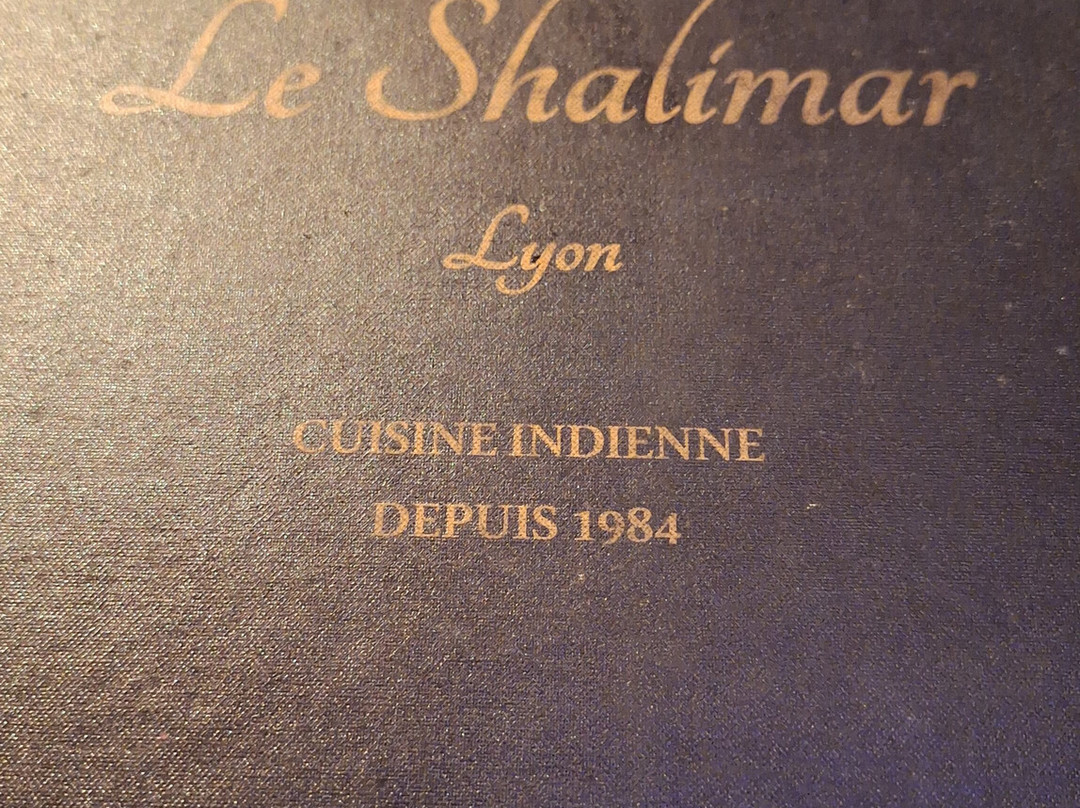 Le Shalimar
Lyon
CUISINE INDIENNE
DEPUIS 1984